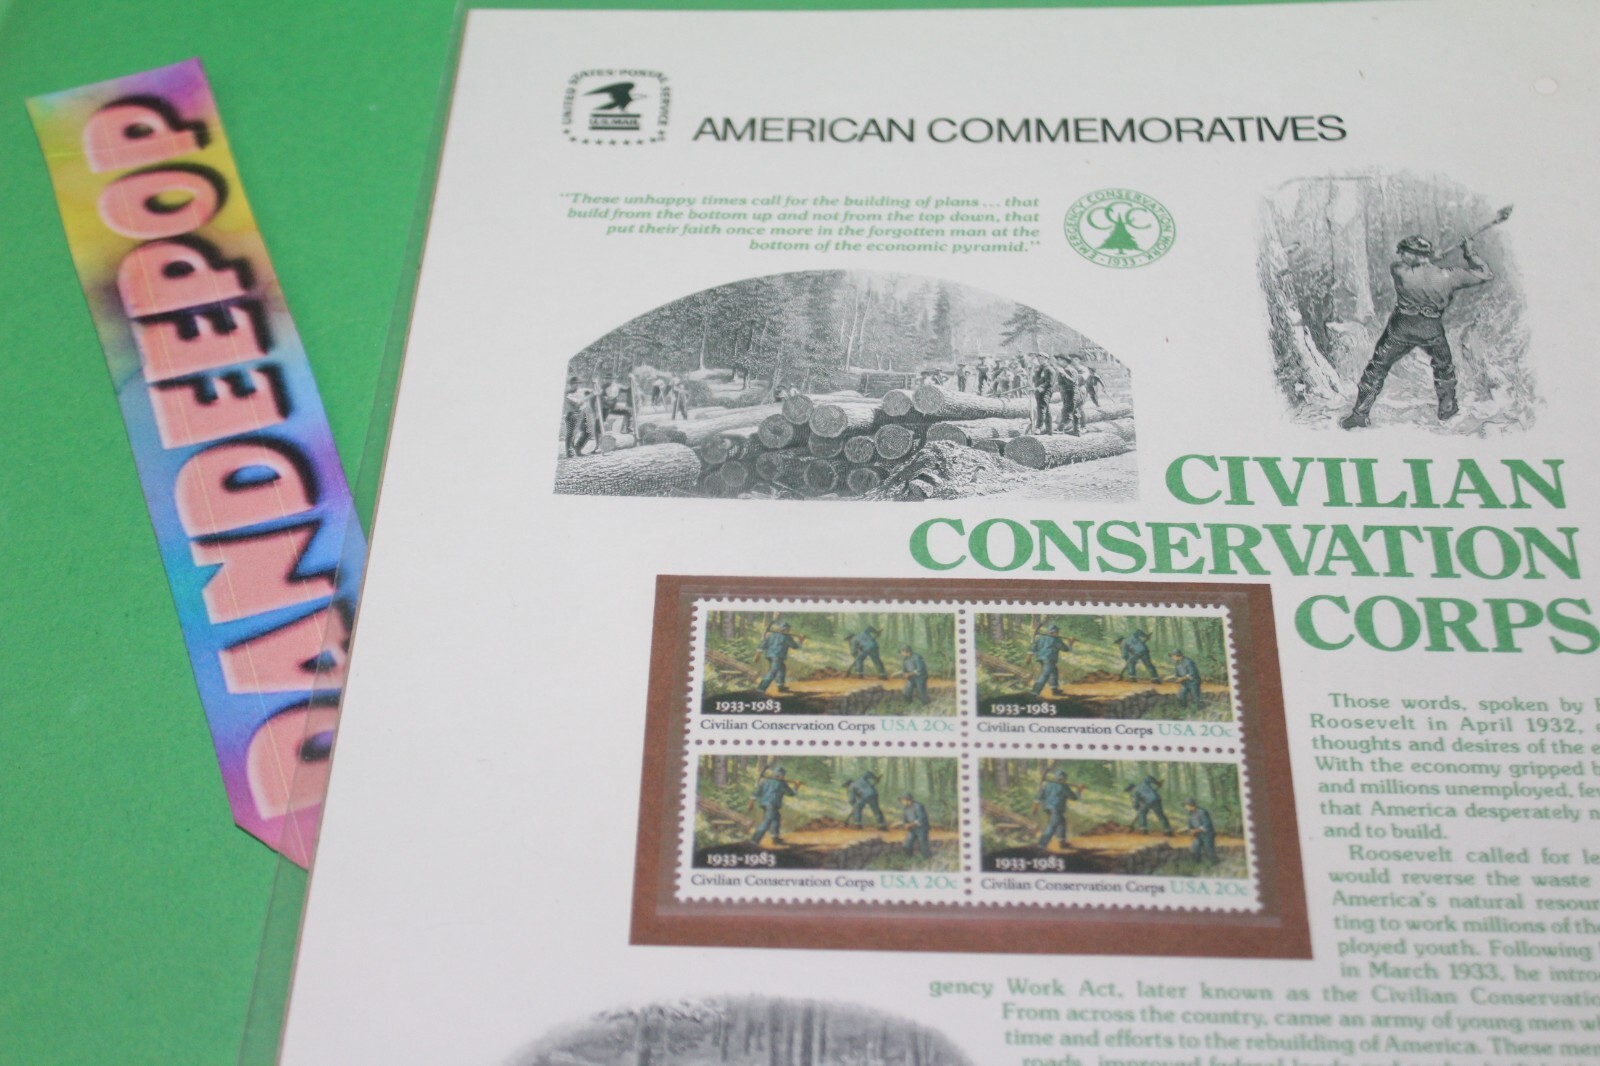 DANDEEPOP
UNITED STATES POSTAL SERVICE
U.S.MAIL
AMERICAN COMMEMORATIVES
"These unhappy times call for the building of plans... that
build from the bottom up and not from the top down, that
put their faith once more in the forgotten man at the
bottom of the economic pyramid."
EMERGENCY CONSERVATION WORK
CCC
1933
CIVILIAN
CONSERVATION
CORPS
1933-1983
Civilian Conservation Corps USA 20c
1933-1983
Civilian Conservation Corps USA 20c
1933-1983
Civilian Conservation Corps USA 20c
1933-1983
Civilian Conservation Corps USA 20c
Those words, spoken by
Roosevelt in April 1932,
thoughts and desires of the
With the economy gripped
and millions unemployed,
that America desperately
and to build.
Roosevelt called for
would reverse the waste
America's natural
ting to work millions of
ployed youth. Following
in March 1933, he
gency Work Act, later known as the Civilian
From across the country, came an army of young men
time and efforts to the rebuilding of America. These
roads, improved federal lands